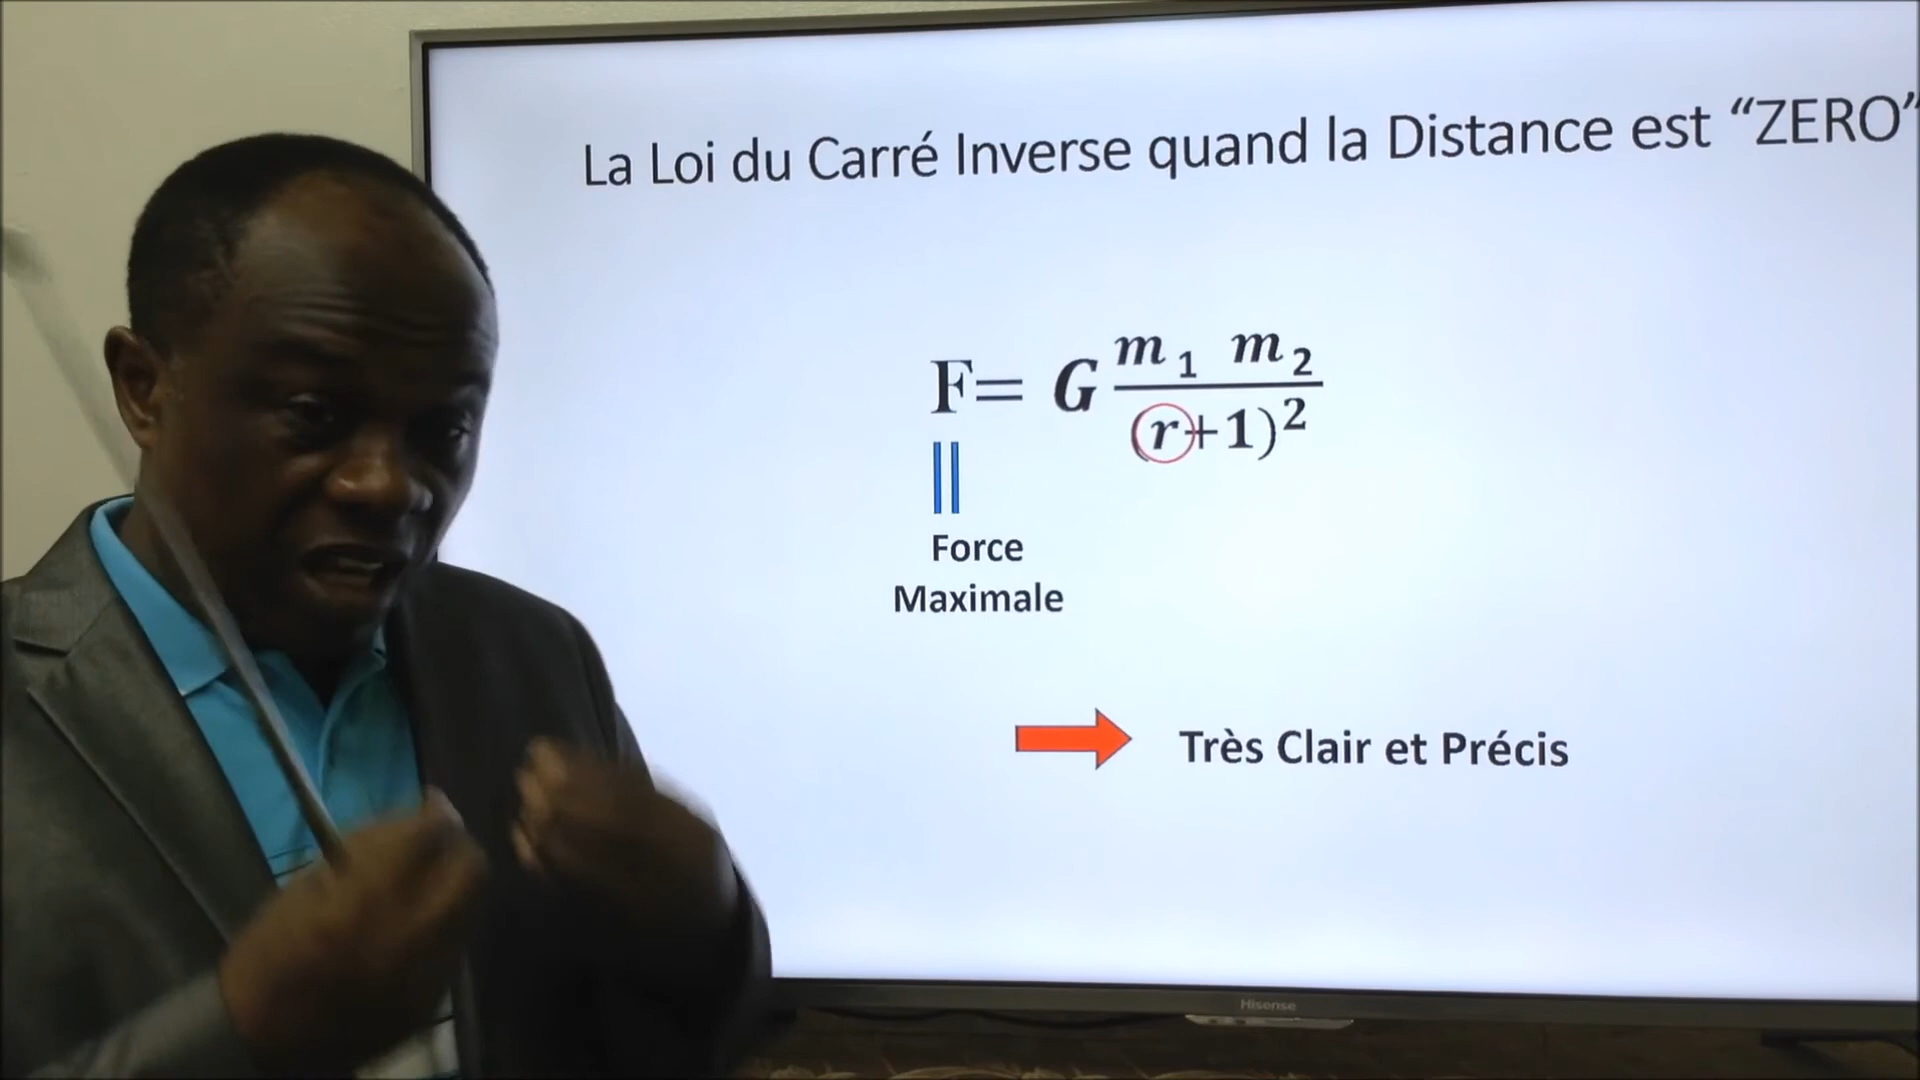 La Loi du Carré Inverse quand la Distance est “ZERO”
F= G m₁ m₂ / (r+1)²
Force
Maximale
Très Clair et Précis
Hisense